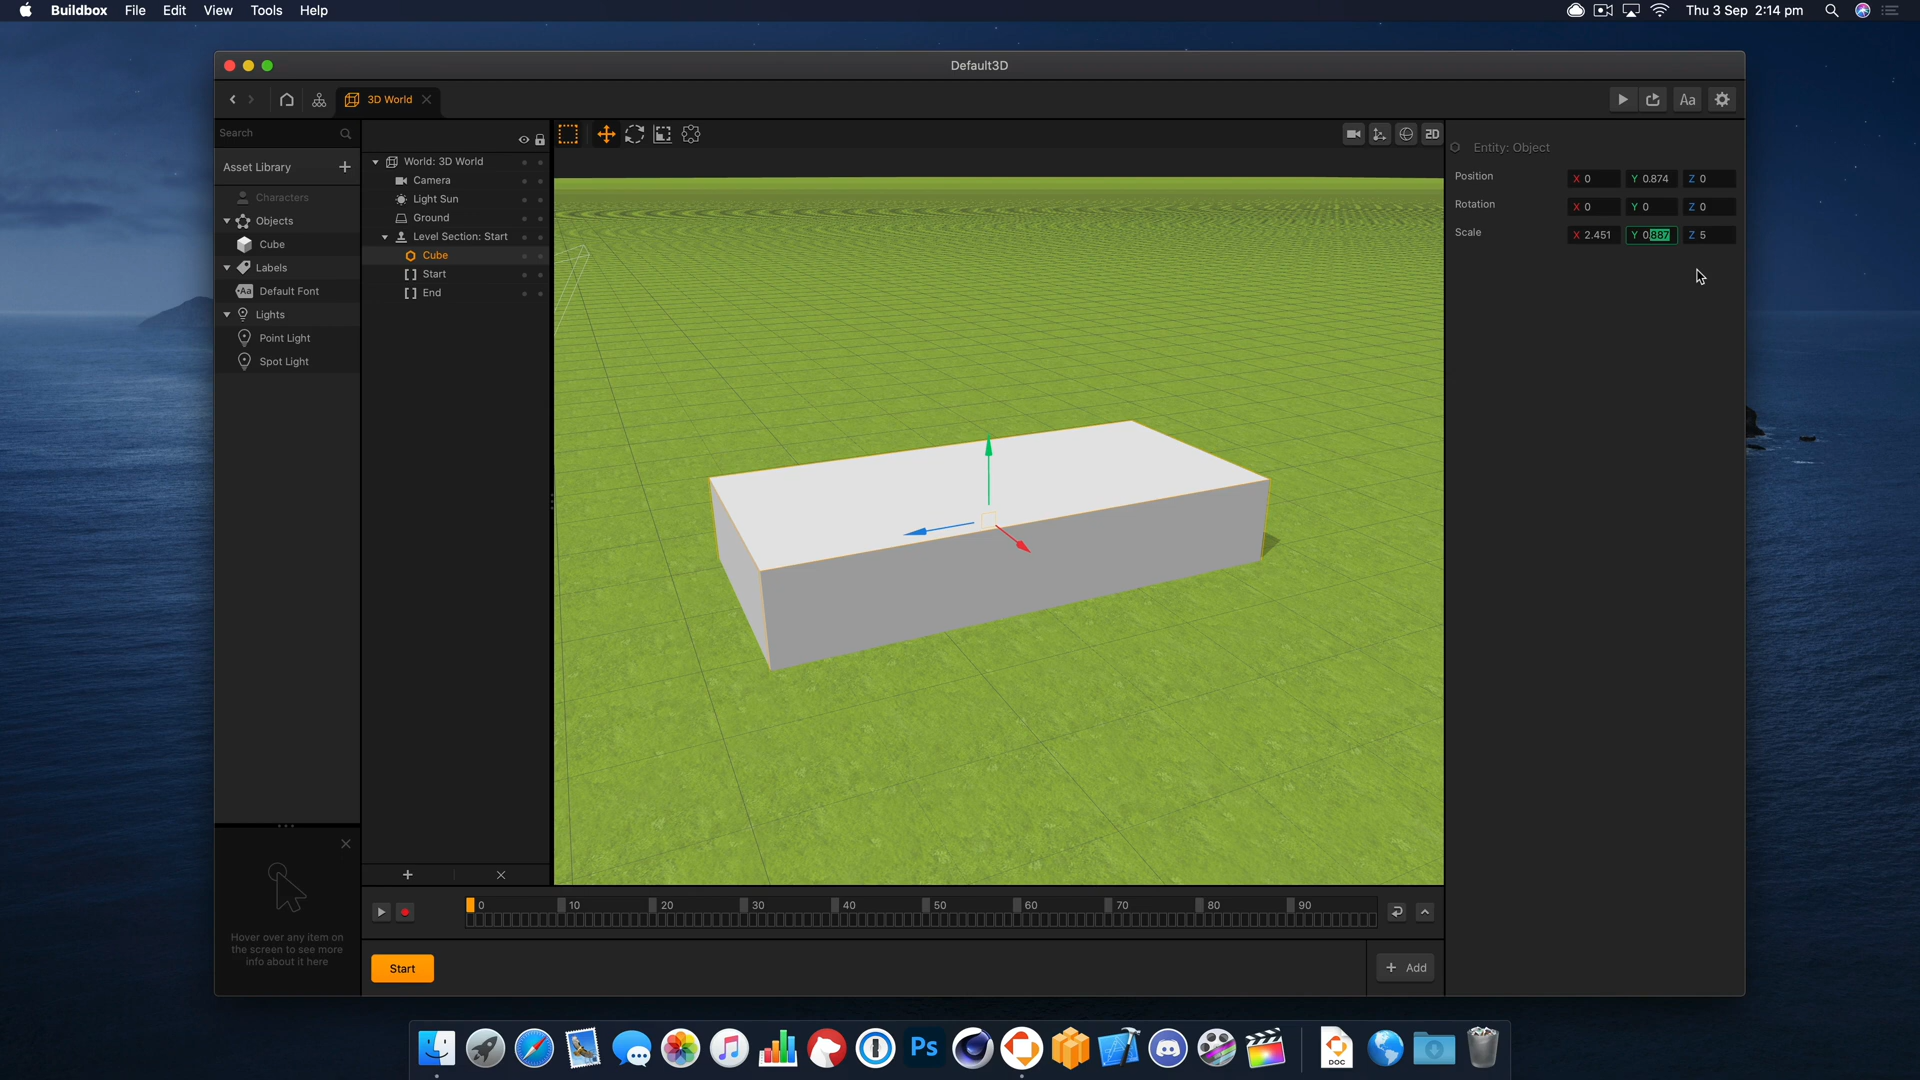 Buildbox File Edit View Tools Help
Thu 3 Sep 2:14 pm
Default3D
3D World
Aa
Search
Asset Library
Characters
Objects
Cube
Labels
Aa Default Font
Lights
Point Light
Spot Light
World: 3D World
Camera
Light Sun
Ground
Level Section: Start
Cube
Start
End
2D
Entity: Object
Position X 0 Y 0.874 Z 0
Rotation X 0 Y 0 Z 0
Scale X 2.451 Y 0.887 Z 5
Hover over any item on
the screen to see more
info about it here
0 10 20 30 40 50 60 70 80 90
Start
+ Add
Ps
DOC